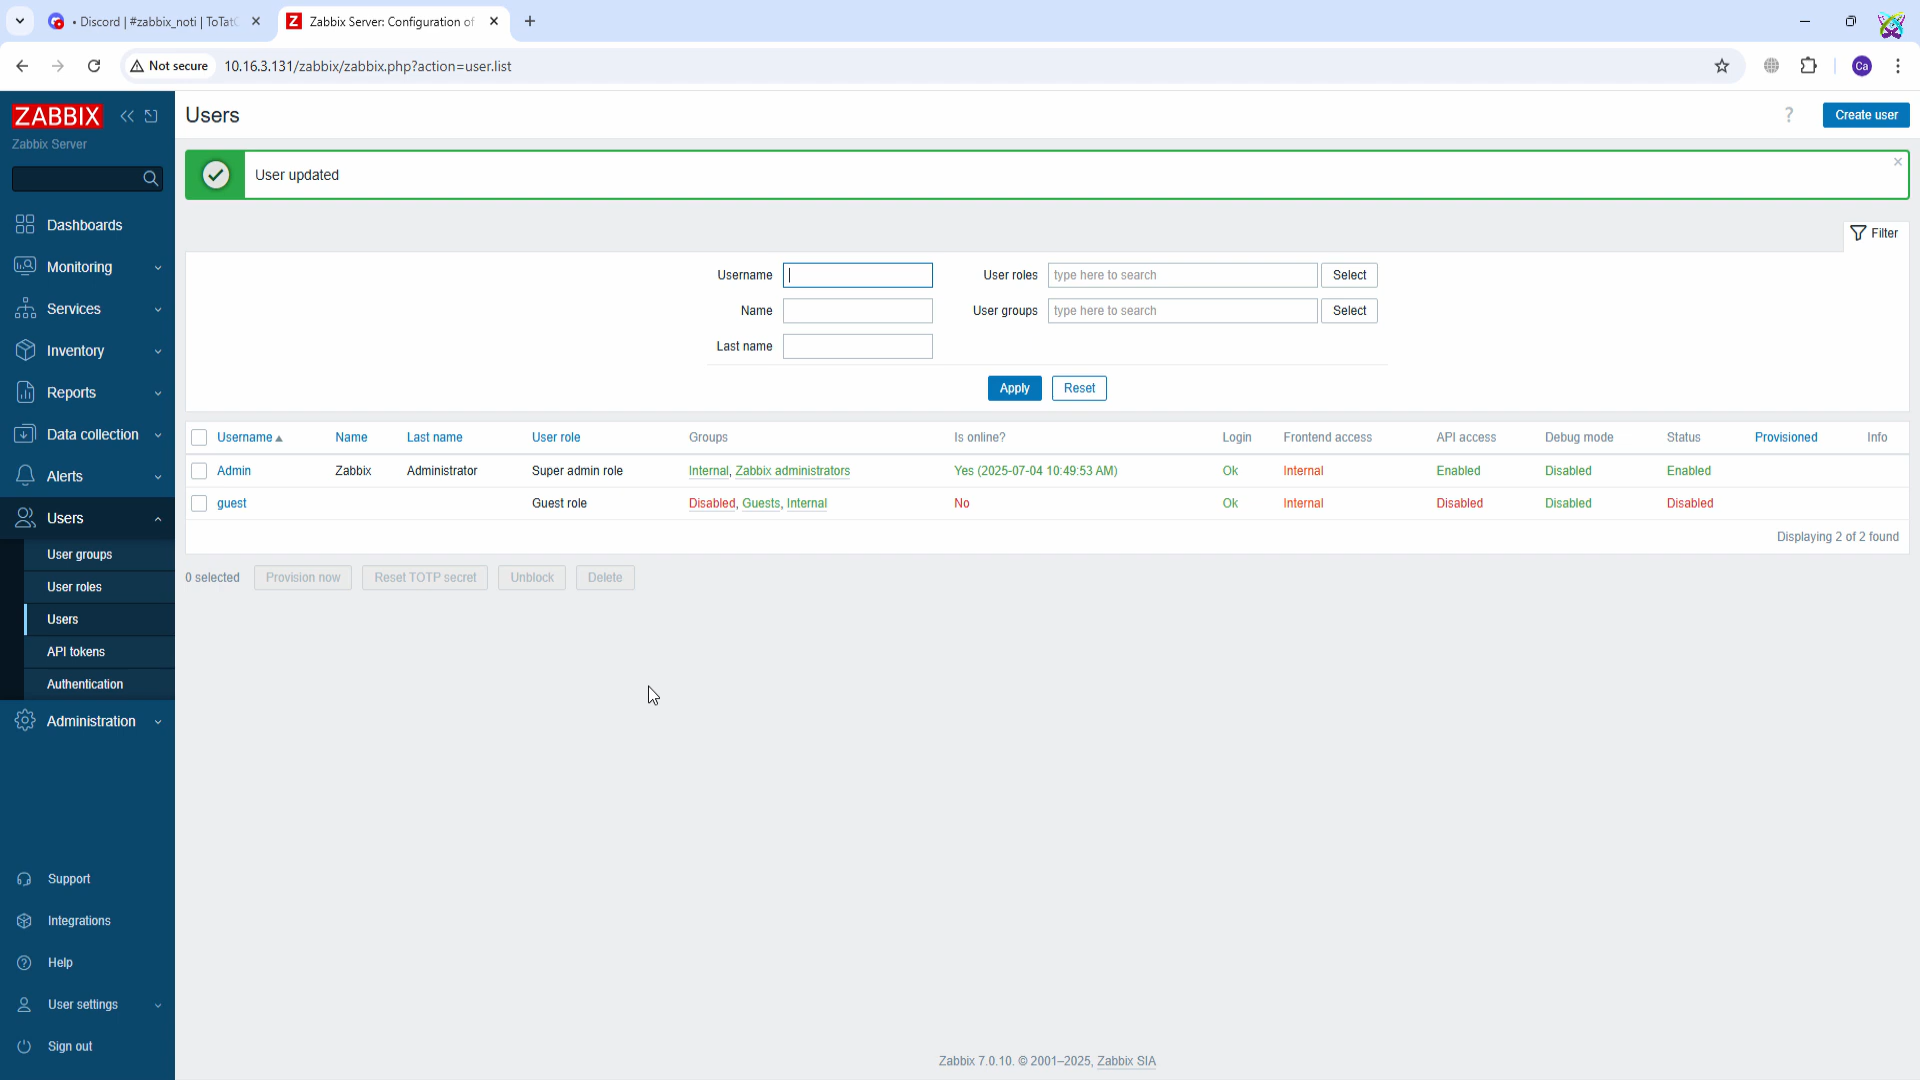 • Discord | #zabbix_noti | ToTatC
Zabbix Server: Configuration of
Not secure
10.16.3.131/zabbix/zabbix.php?action=user.list
Ca
ZABBIX
Zabbix Server
Dashboards
Monitoring
Services
Inventory
Reports
Data collection
Alerts
Users
User groups
User roles
Users
API tokens
Authentication
Administration
Support
Integrations
Help
User settings
Sign out
Users
?
Create user
User updated
Filter
Username
User roles type here to search Select
Name
User groups type here to search Select
Last name
Apply Reset
Username Name Last name User role Groups Is online? Login Frontend access API access Debug mode Status Provisioned Info
Admin Zabbix Administrator Super admin role Internal, Zabbix administrators Yes (2025-07-04 10:49:53 AM) Ok Internal Enabled Disabled Enabled
guest Guest role Disabled, Guests, Internal No Ok Internal Disabled Disabled Disabled
Displaying 2 of 2 found
0 selected Provision now Reset TOTP secret Unblock Delete
Zabbix 7.0.10. © 2001–2025, Zabbix SIA